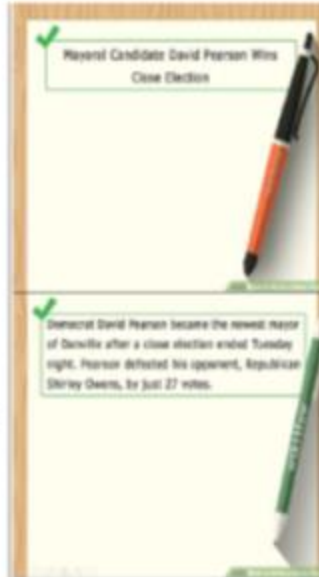 Mayoral Candidate David Pearson Wins
Close Election
Democrat David Pearson became the newest mayor
of Danville after a close election ended Tuesday
night. Pearson defeated his opponent, Republican
Shirley Owens, by just 27 votes.